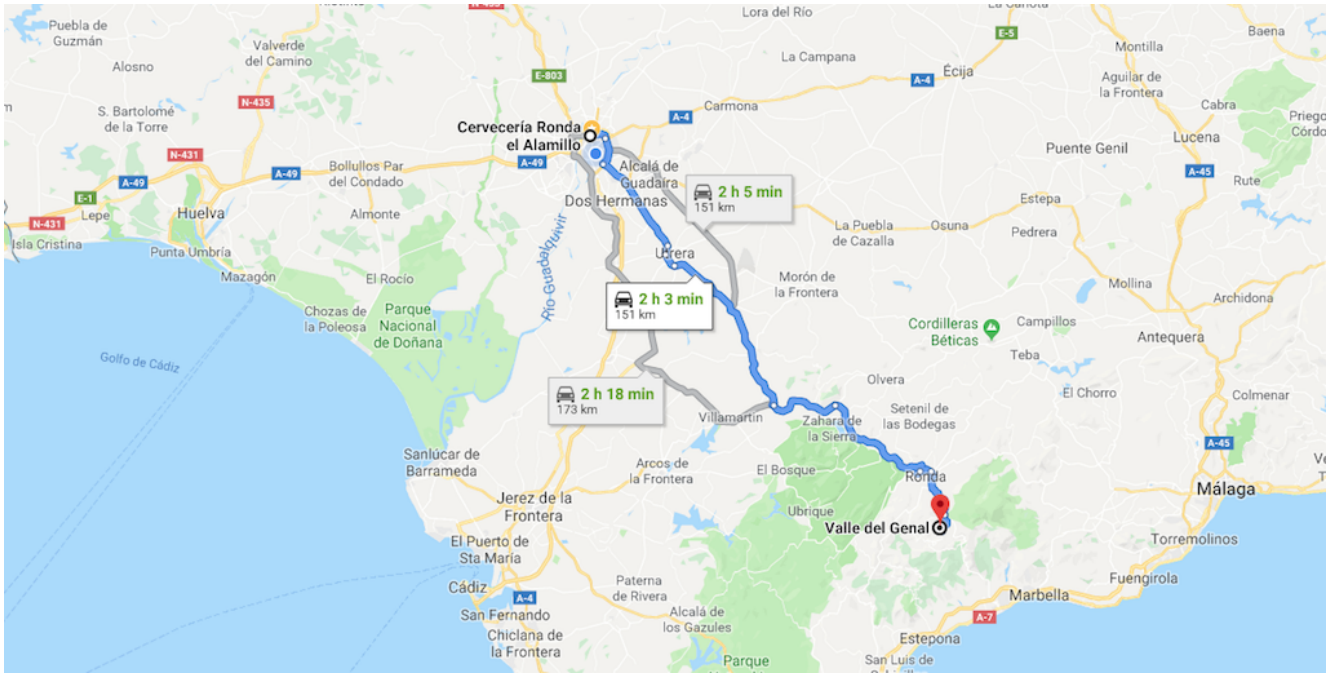 N-435
Lora del Río
La Carlota
Puebla de
Guzmán
Valverde
del Camino
E-5
Montilla
Baena
Alosno
La Campana
E-803
Écija
A-4
Aguilar de
la Frontera
N-435
S. Bartolomé
de la Torre
Carmona
Cabra
Priego
Córdo
A-4
Cervecería Ronda
el Alamillo
Lucena
N-431
A-49
Bollullos Par
del Condado
A-49
Alcalá de
Guadaíra
Puente Genil
A-45
Rute
A-49
E-1
Lepe
Huelva
Almonte
Dos Hermanas
2 h 5 min
151 km
Estepa
N-431
La Puebla
de Cazalla
Osuna
Pedrera
Isla Cristina
Punta Umbría
Río Guadalquivir
Utrera
Mazagón
El Rocío
Morón de
la Frontera
Mollina
Archidona
Chozas de
la Poleosa
Parque
Nacional
de Doñana
2 h 3 min
151 km
Cordilleras
Béticas
Campillos
Antequera
Teba
Golfo de Cádiz
2 h 18 min
173 km
Olvera
El Chorro
Colmenar
Villamartin
Zahara de
la Sierra
Setenil de
las Bodegas
A-45
Sanlúcar de
Barrameda
Arcos de
la Frontera
El Bosque
Ronda
Málaga
Jerez de la
Frontera
Ubrique
Valle del Genal
El Puerto de
Sta María
Torremolinos
Cádiz
Paterna
de Rivera
Fuengirola
A-4
Marbella
San Fernando
Alcalá de
los Gazules
A-7
Chiclana de
la Frontera
Estepona
Parque
San Luis de